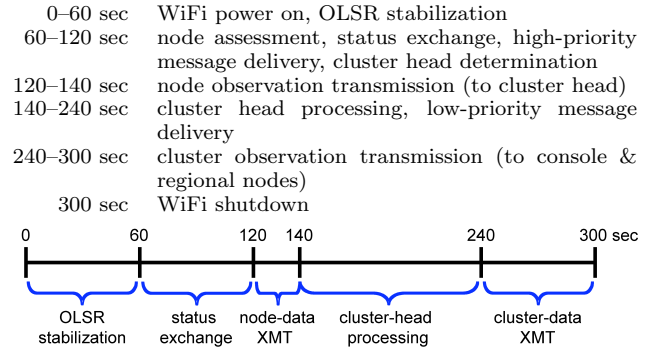 0–60 sec WiFi power on, OLSR stabilization
60–120 sec node assessment, status exchange, high-priority
message delivery, cluster head determination
120–140 sec node observation transmission (to cluster head)
140–240 sec cluster head processing, low-priority message
delivery
240–300 sec cluster observation transmission (to console &
regional nodes)
300 sec WiFi shutdown
0 60 120 140 240 300 sec
OLSR status node-data cluster-head cluster-data
stabilization exchange XMT processing XMT